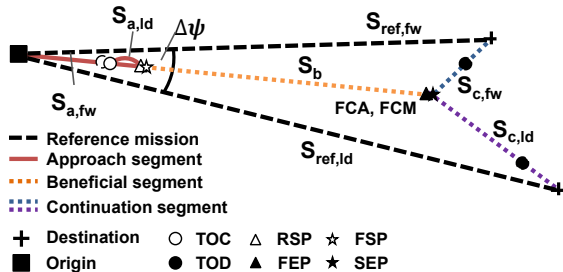 S_a,ld
Δψ
S_ref,fw
S_b
S_a,fw
FCA, FCM
S_c,fw
S_c,ld
S_ref,ld
Reference mission
Approach segment
Beneficial segment
Continuation segment
Destination TOC RSP FSP
Origin TOD FEP SEP